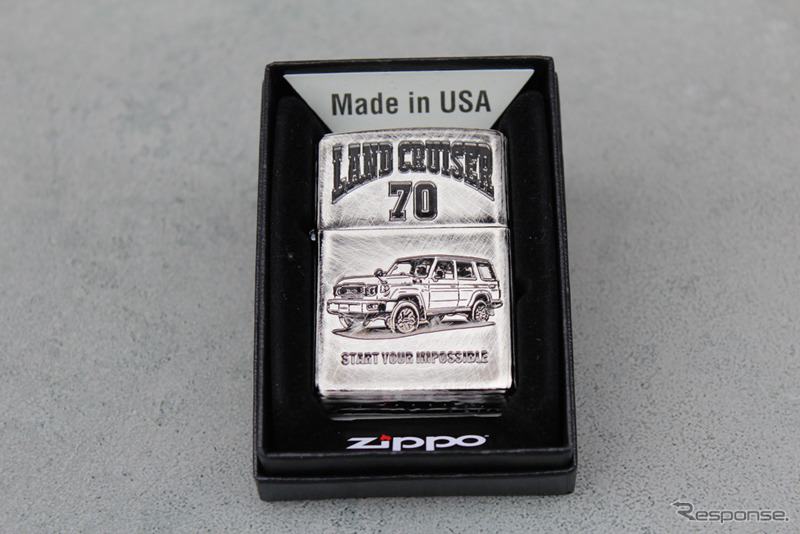 Made in USA
LAND CRUISER
70
START YOUR IMPOSSIBLE
zippo
Response.